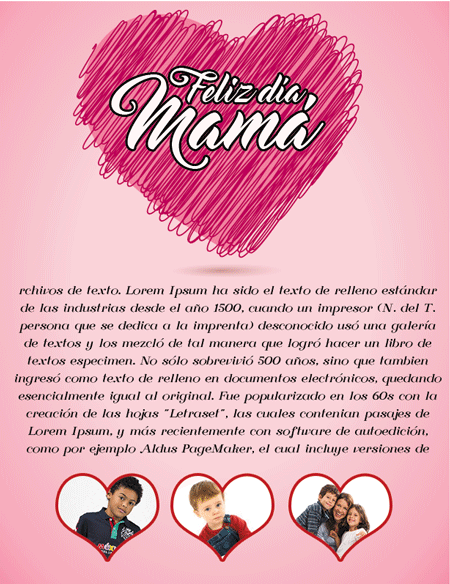 Feliz día,
Mamá
rchivos de texto. Lorem Ipsum ha sido el texto de relleno estándar
de las industrias desde el año 1500, cuando un impresor (N. del T.
persona que se dedica a la imprenta) desconocido usó una galería
de textos y los mezcló de tal manera que logró hacer un libro de
textos especimen. No sólo sobrevivió 500 años, sino que tambien
ingresó como texto de relleno en documentos electrónicos, quedando
esencialmente igual al original. Fue popularizado en los 60s con la
creación de las hojas "Letraset", las cuales contenian pasajes de
Lorem Ipsum, y más recientemente con software de autoedición,
como por ejemplo Aldus PageMaker, el cual incluye versiones de